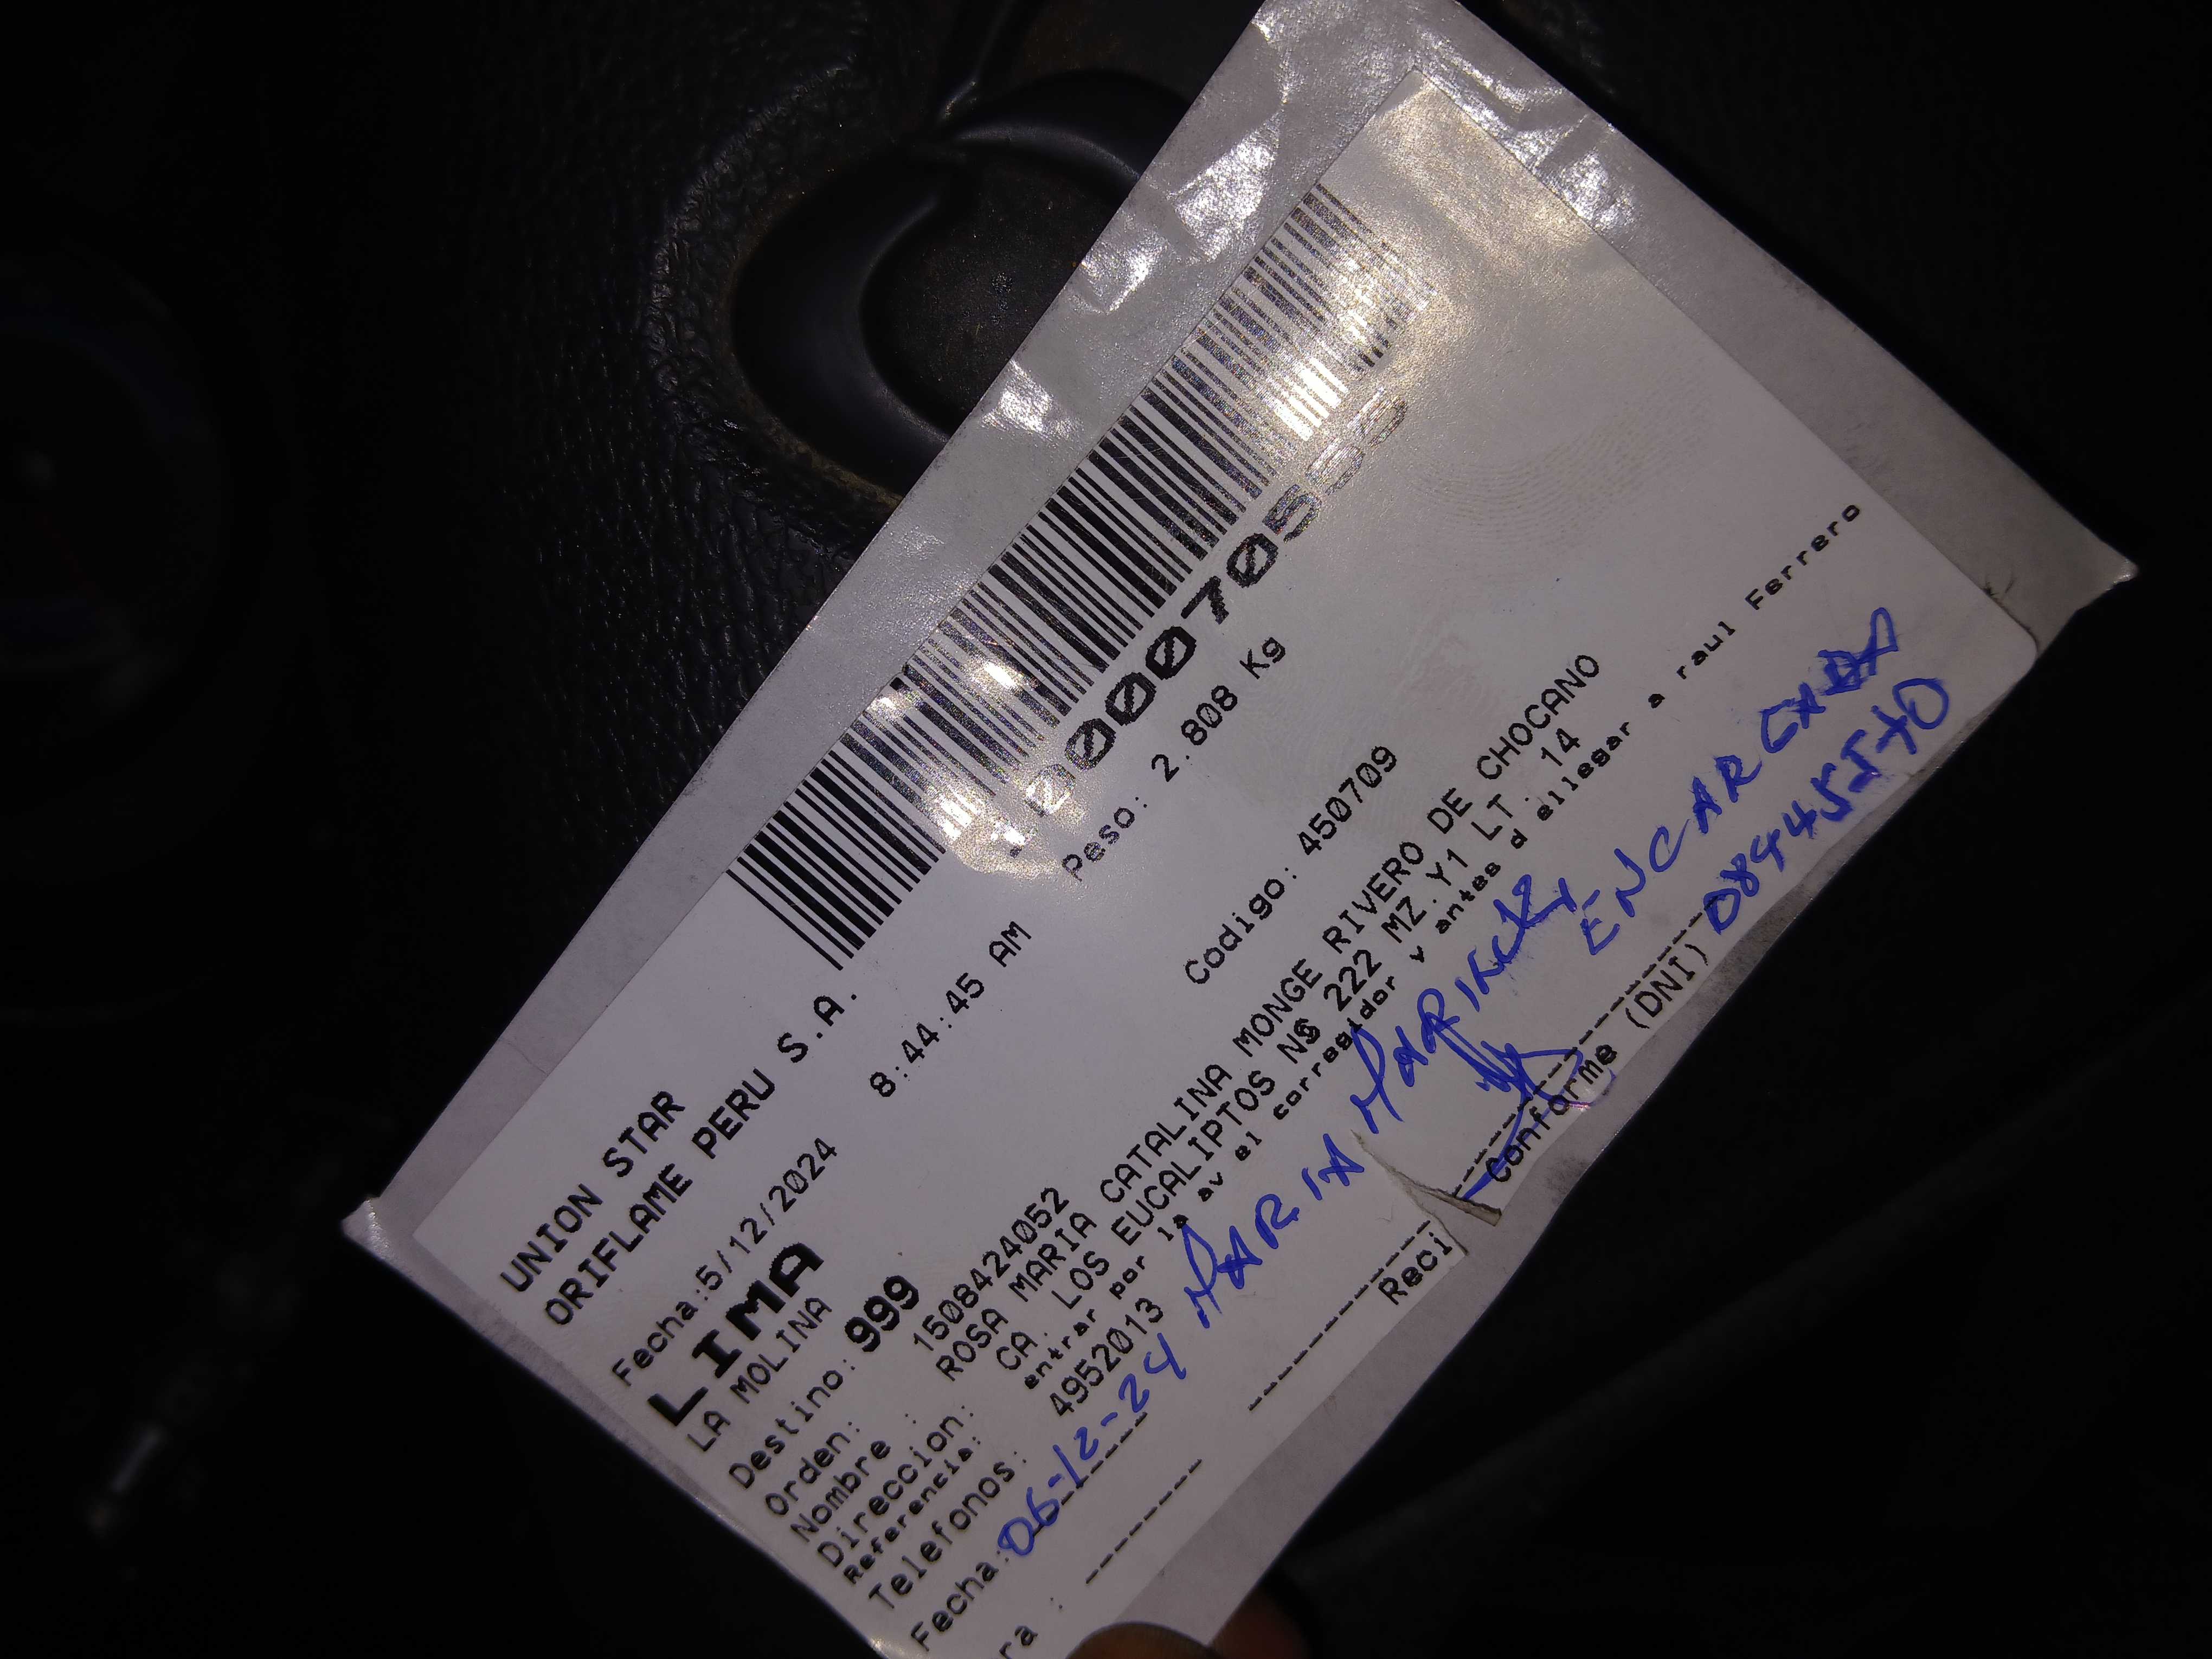 UNION STAR
ORIFLAME PERU S.A.
Fecha:5/12/2024 8:44:45 AM
Peso: 2.808 Kg
LIMA
LA MOLINA
Destino: 999
Codigo: 450709
Orden: 1508424052
Nombre : ROSA MARIA CATALINA MONGE RIVERO DE CHOCANO
Direccion: CA. LOS EUCALIPTOS N$ 222 MZ.Y1 LT. 14
Referencia: entrar por la av el corregidor y antes d ellegar a raul Ferrero
Telefonos: 4952013
Fecha: 06-12-24 MARIA
ENCARGADA
ra :
Reci
Conforme (DNI)